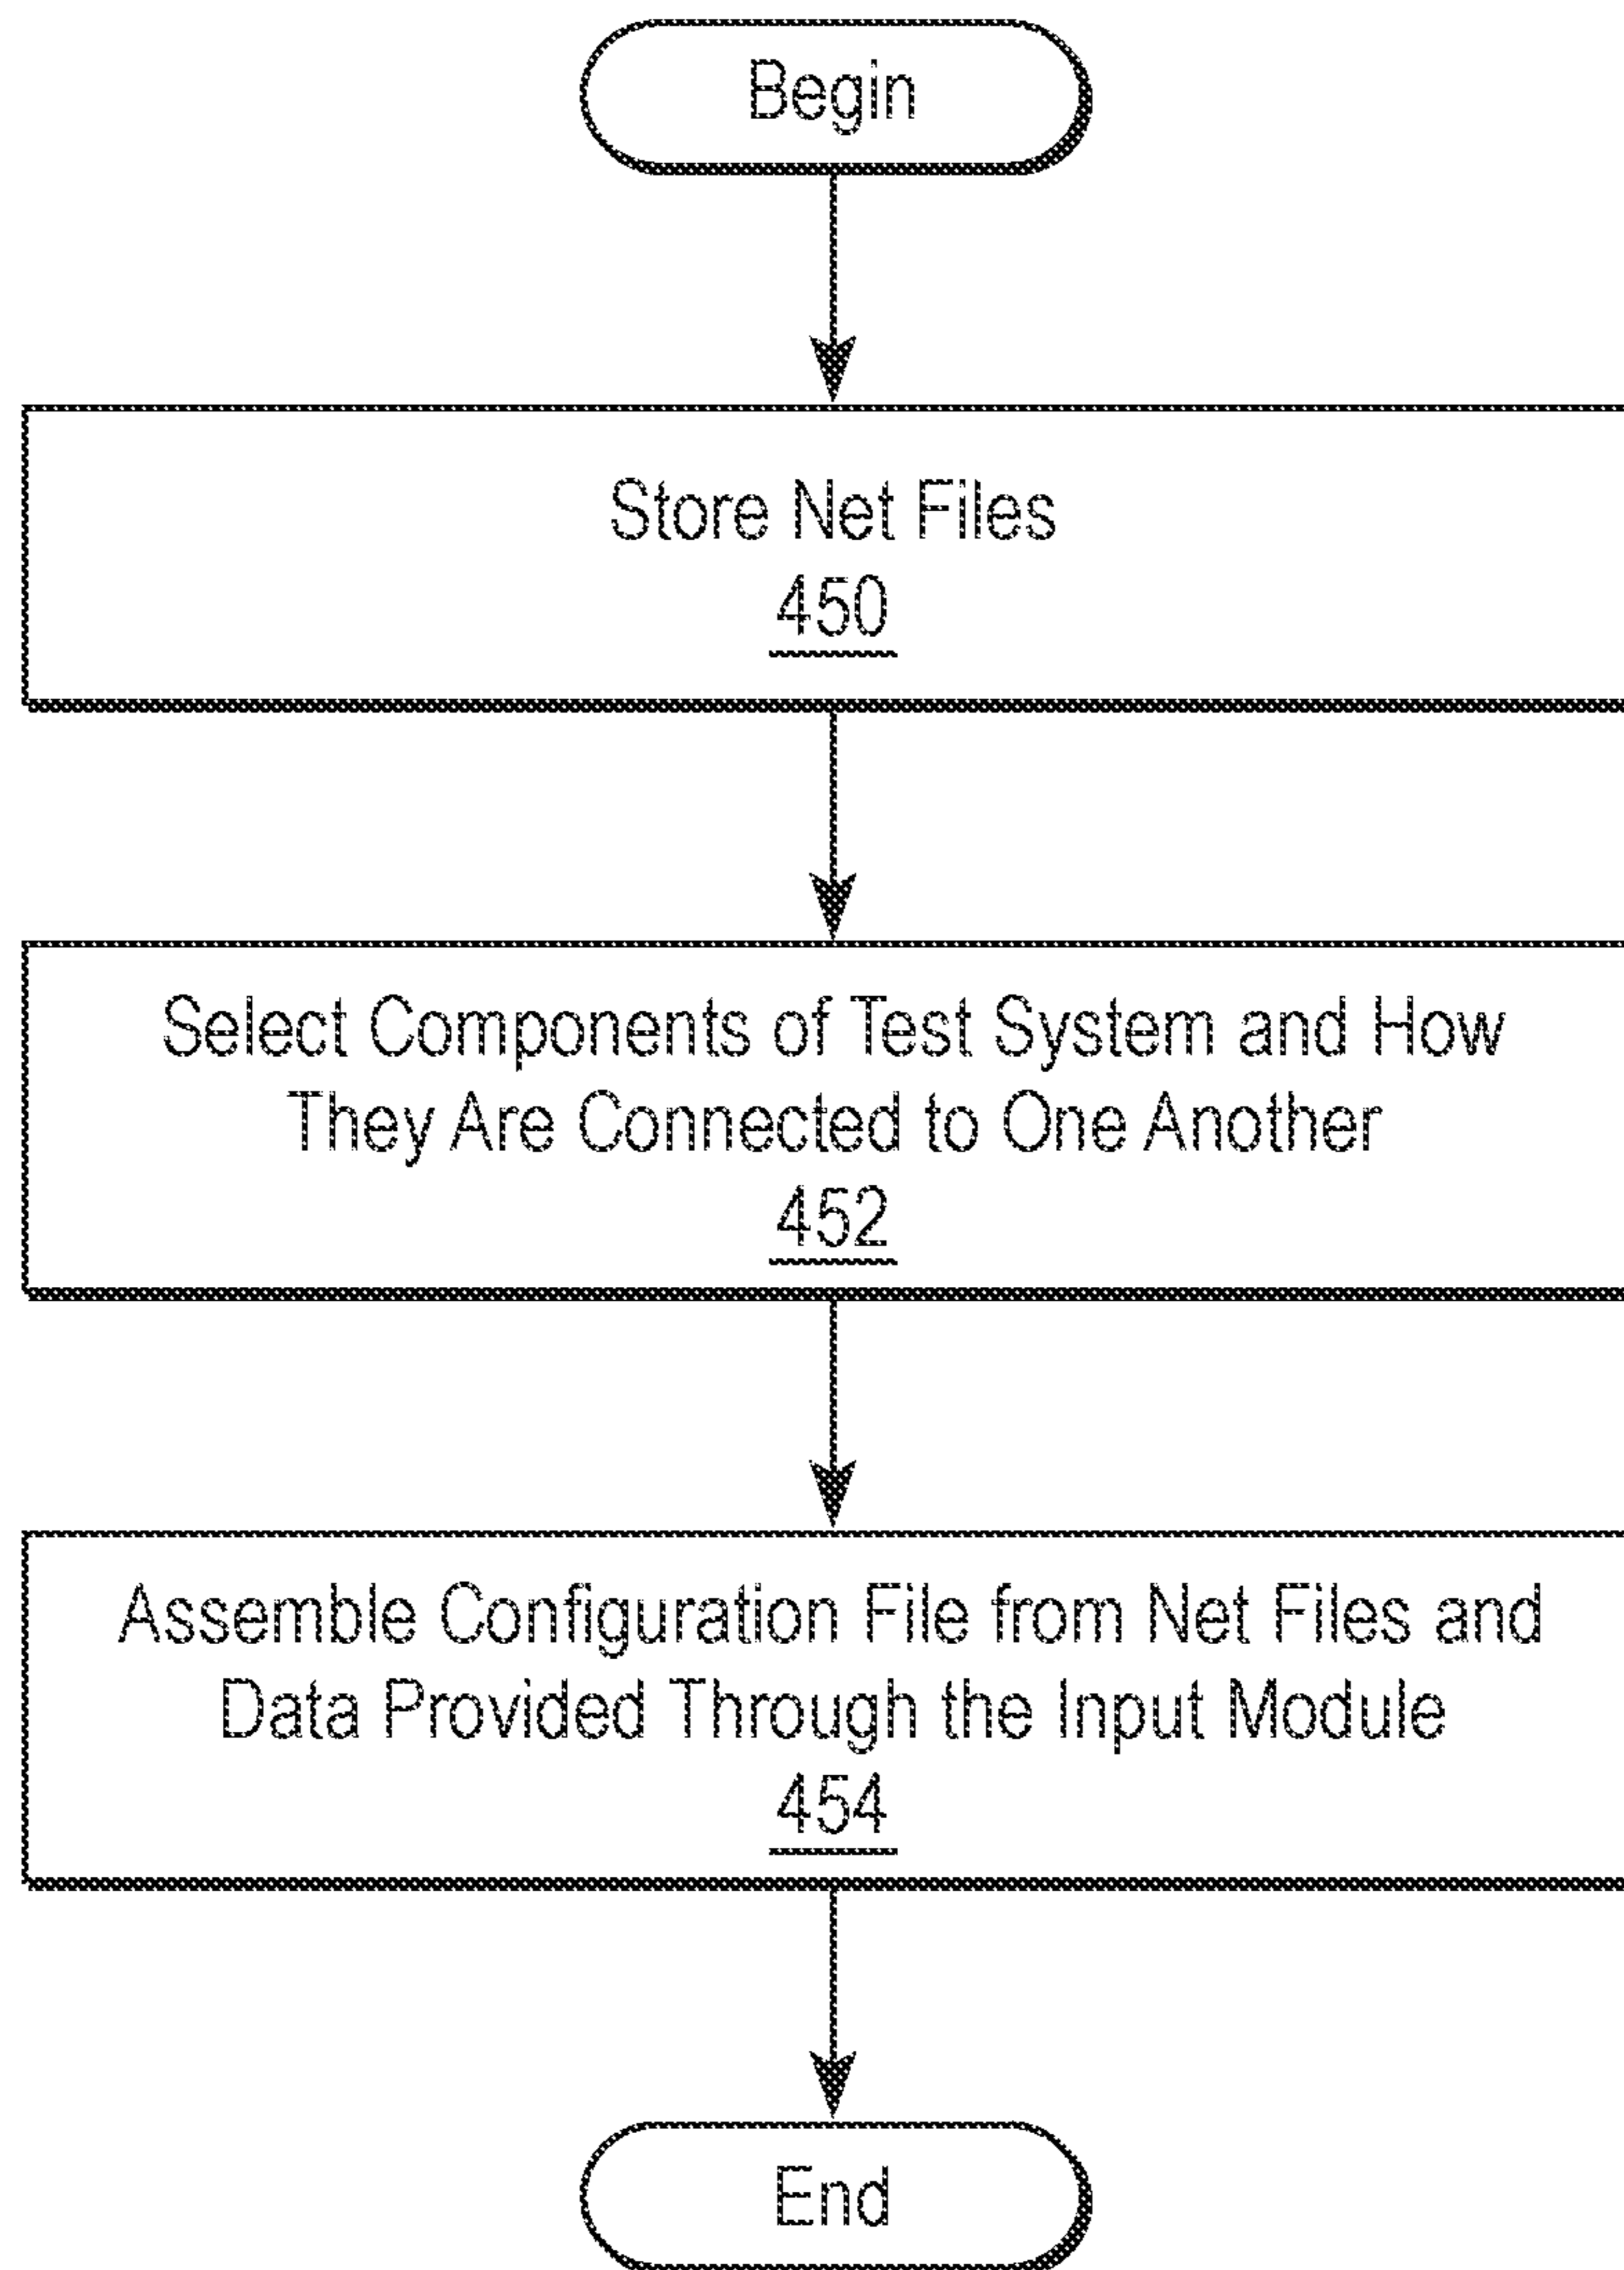 Begin
Store Net Files
450
Select Components of Test System and How
They Are Connected to One Another
452
Assemble Configuration File from Net Files and
Data Provided Through the Input Module
454
End